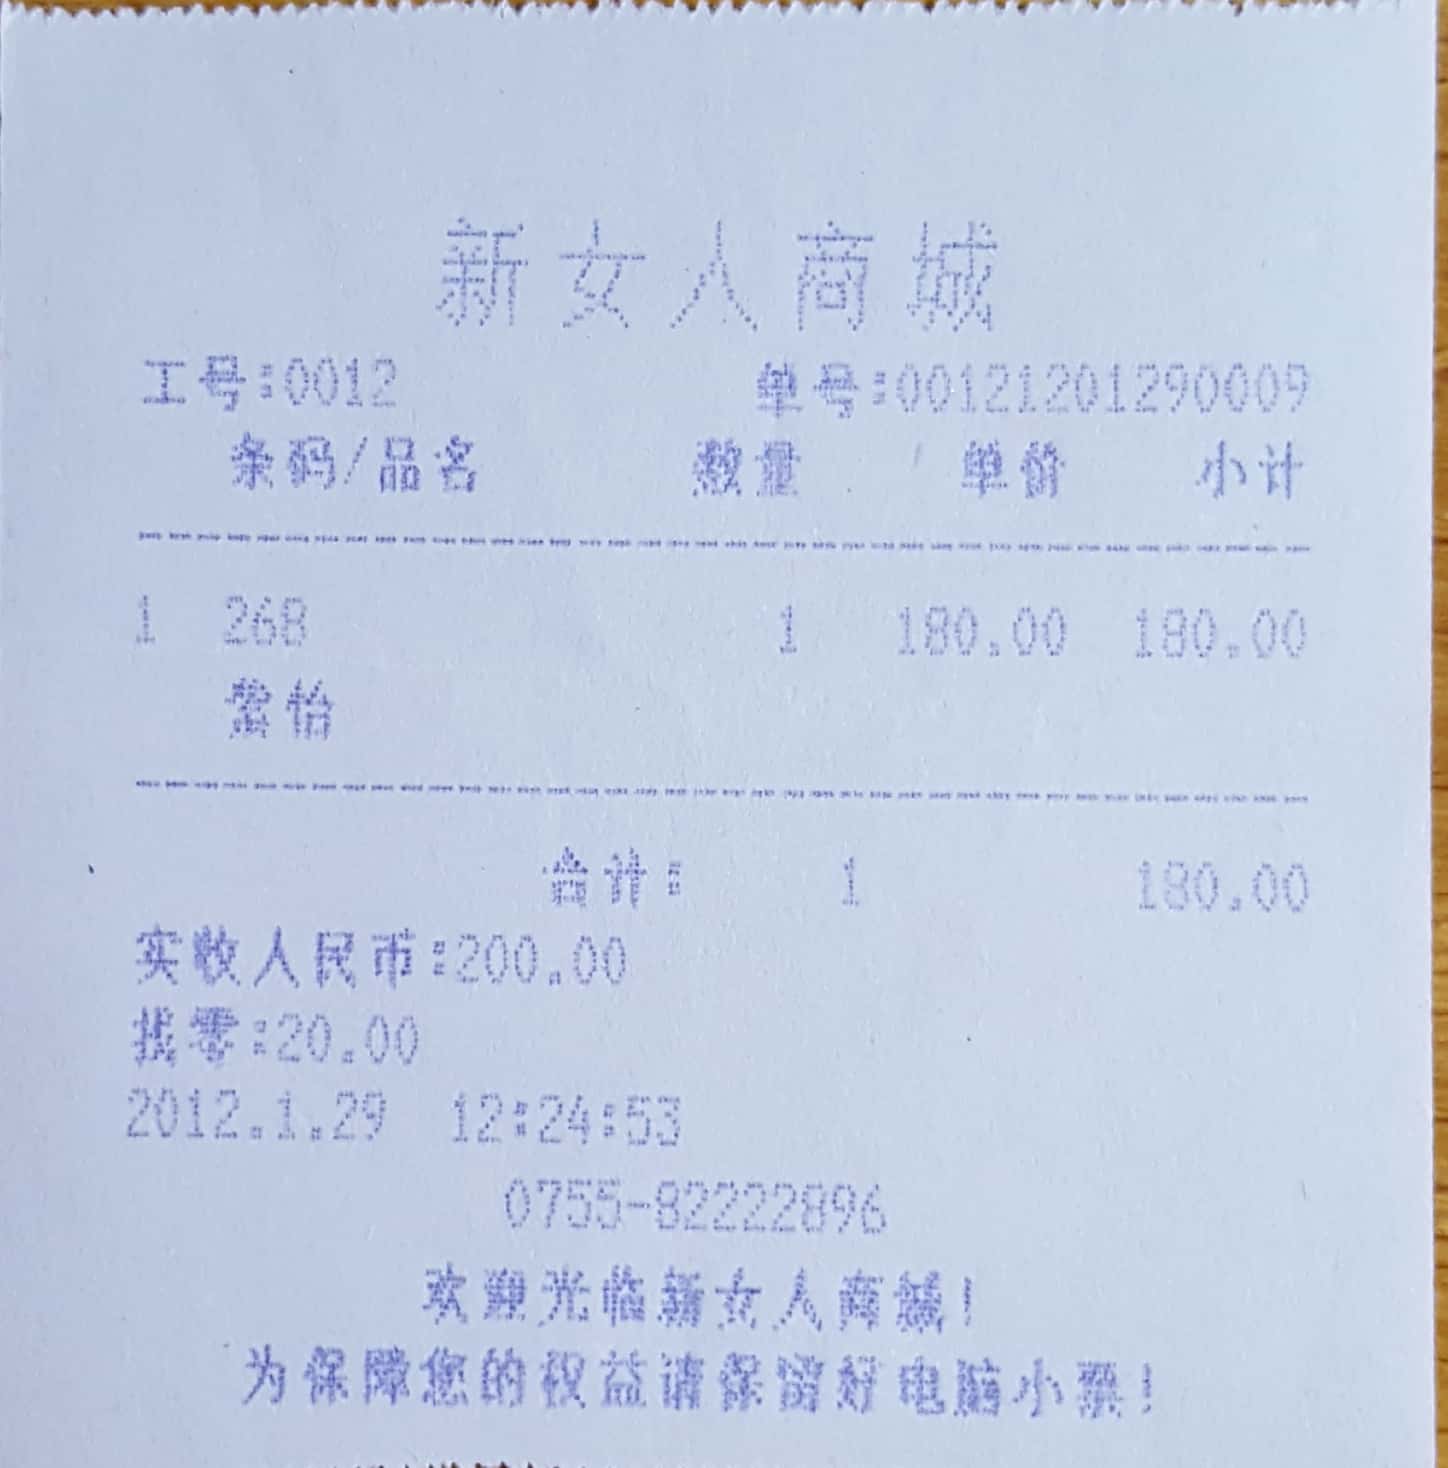 新女人商城
工号:0012 单号:00121201290009
条码/品名 数量 单价 小计
1 268 1 180.00 180.00
怡
合计: 1 180.00
实收人民币:200.00
找零:20.00
2012.1.29 12:24:53
0755-82222896
欢迎光临新女人商城!
为保障您的权益请保留好电脑小票!